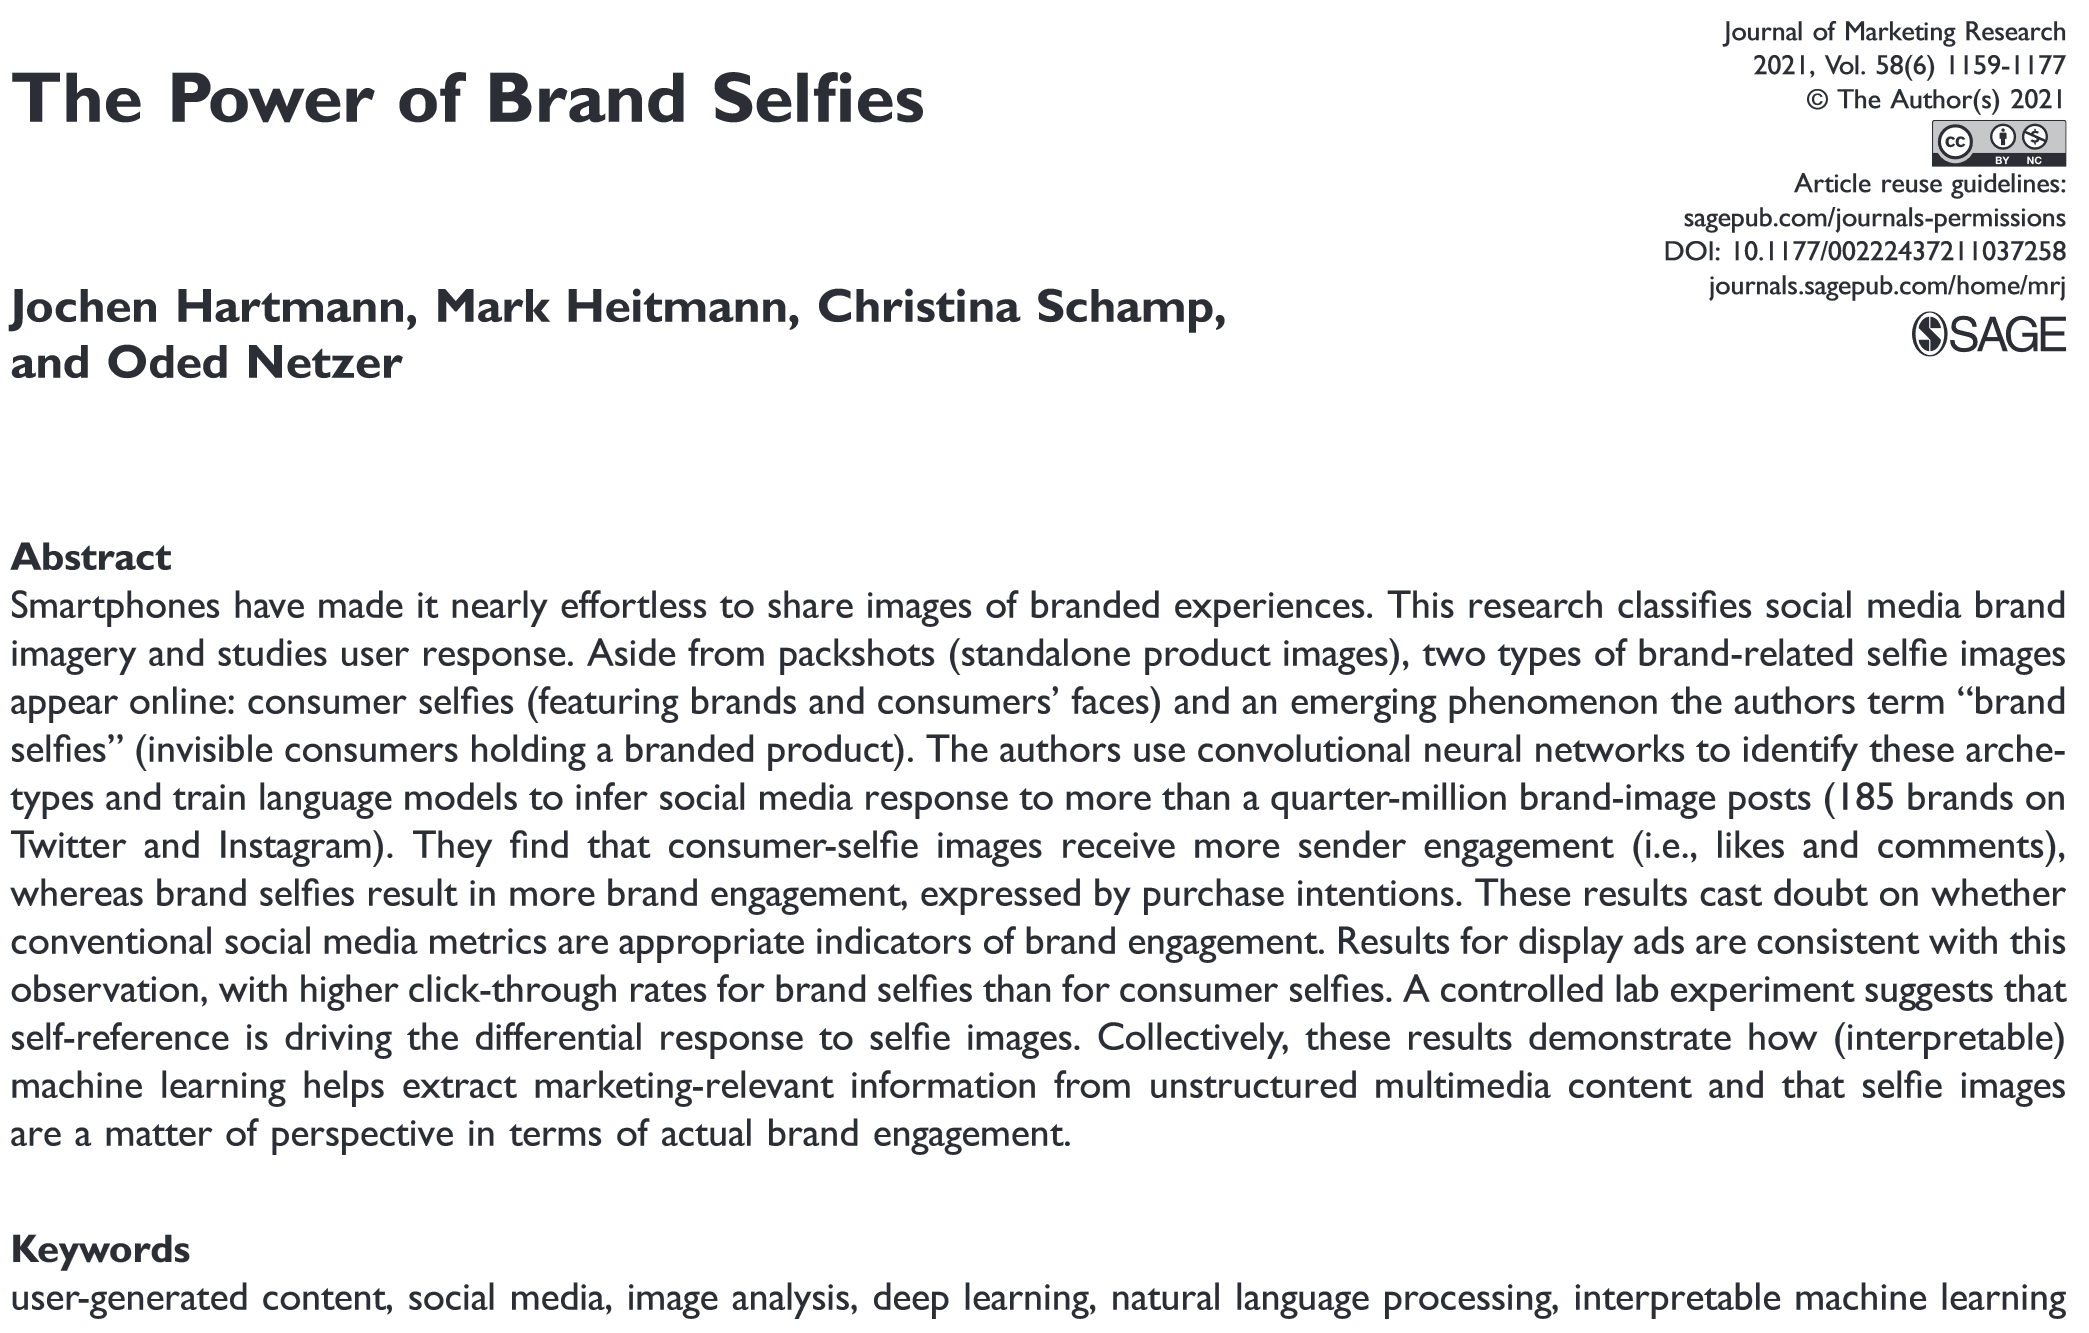 The Power of Brand Selfies
Journal of Marketing Research
2021, Vol. 58(6) 1159-1177
© The Author(s) 2021
cc BY NC
Article reuse guidelines:
sagepub.com/journals-permissions
DOI: 10.1177/00222437211037258
journals.sagepub.com/home/mrj
SAGE
Jochen Hartmann, Mark Heitmann, Christina Schamp,
and Oded Netzer
Abstract
Smartphones have made it nearly effortless to share images of branded experiences. This research classifies social media brand
imagery and studies user response. Aside from packshots (standalone product images), two types of brand-related selfie images
appear online: consumer selfies (featuring brands and consumers’ faces) and an emerging phenomenon the authors term “brand
selfies” (invisible consumers holding a branded product). The authors use convolutional neural networks to identify these arche-
types and train language models to infer social media response to more than a quarter-million brand-image posts (185 brands on
Twitter and Instagram). They find that consumer-selfie images receive more sender engagement (i.e., likes and comments),
whereas brand selfies result in more brand engagement, expressed by purchase intentions. These results cast doubt on whether
conventional social media metrics are appropriate indicators of brand engagement. Results for display ads are consistent with this
observation, with higher click-through rates for brand selfies than for consumer selfies. A controlled lab experiment suggests that
self-reference is driving the differential response to selfie images. Collectively, these results demonstrate how (interpretable)
machine learning helps extract marketing-relevant information from unstructured multimedia content and that selfie images
are a matter of perspective in terms of actual brand engagement.
Keywords
user-generated content, social media, image analysis, deep learning, natural language processing, interpretable machine learning